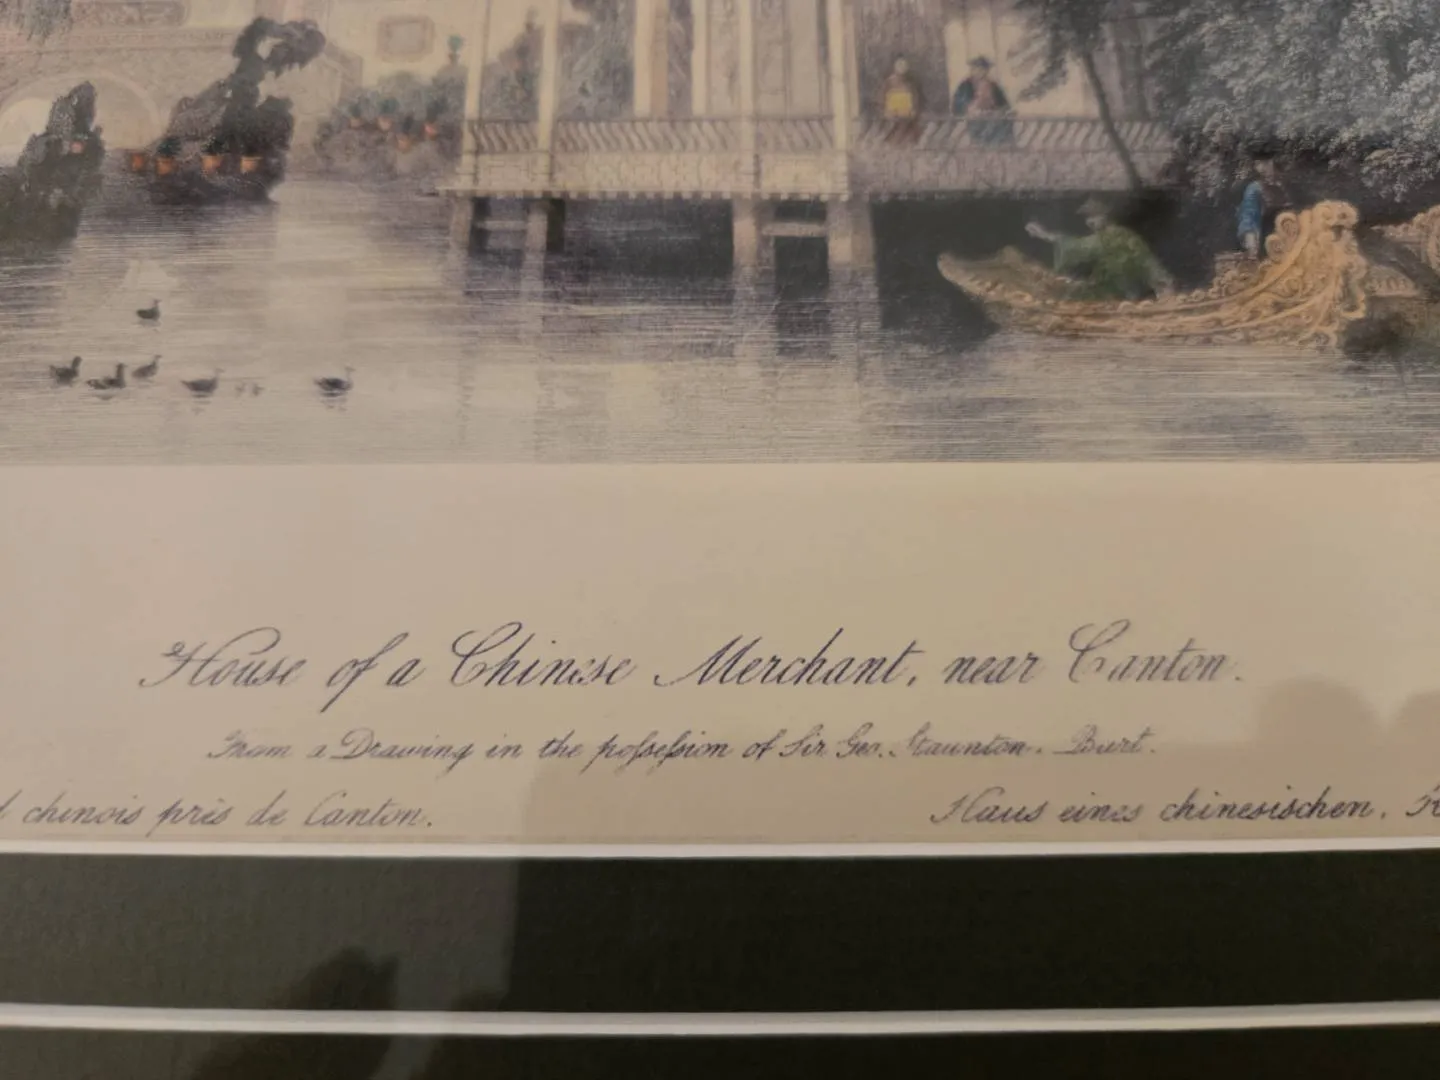 House of a Chinese Merchant, near Canton.
From a Drawing in the poſseſsion of Sir Geo. Staunton. Bart.
chinois près de Canton.
Haus eines chinesischen.